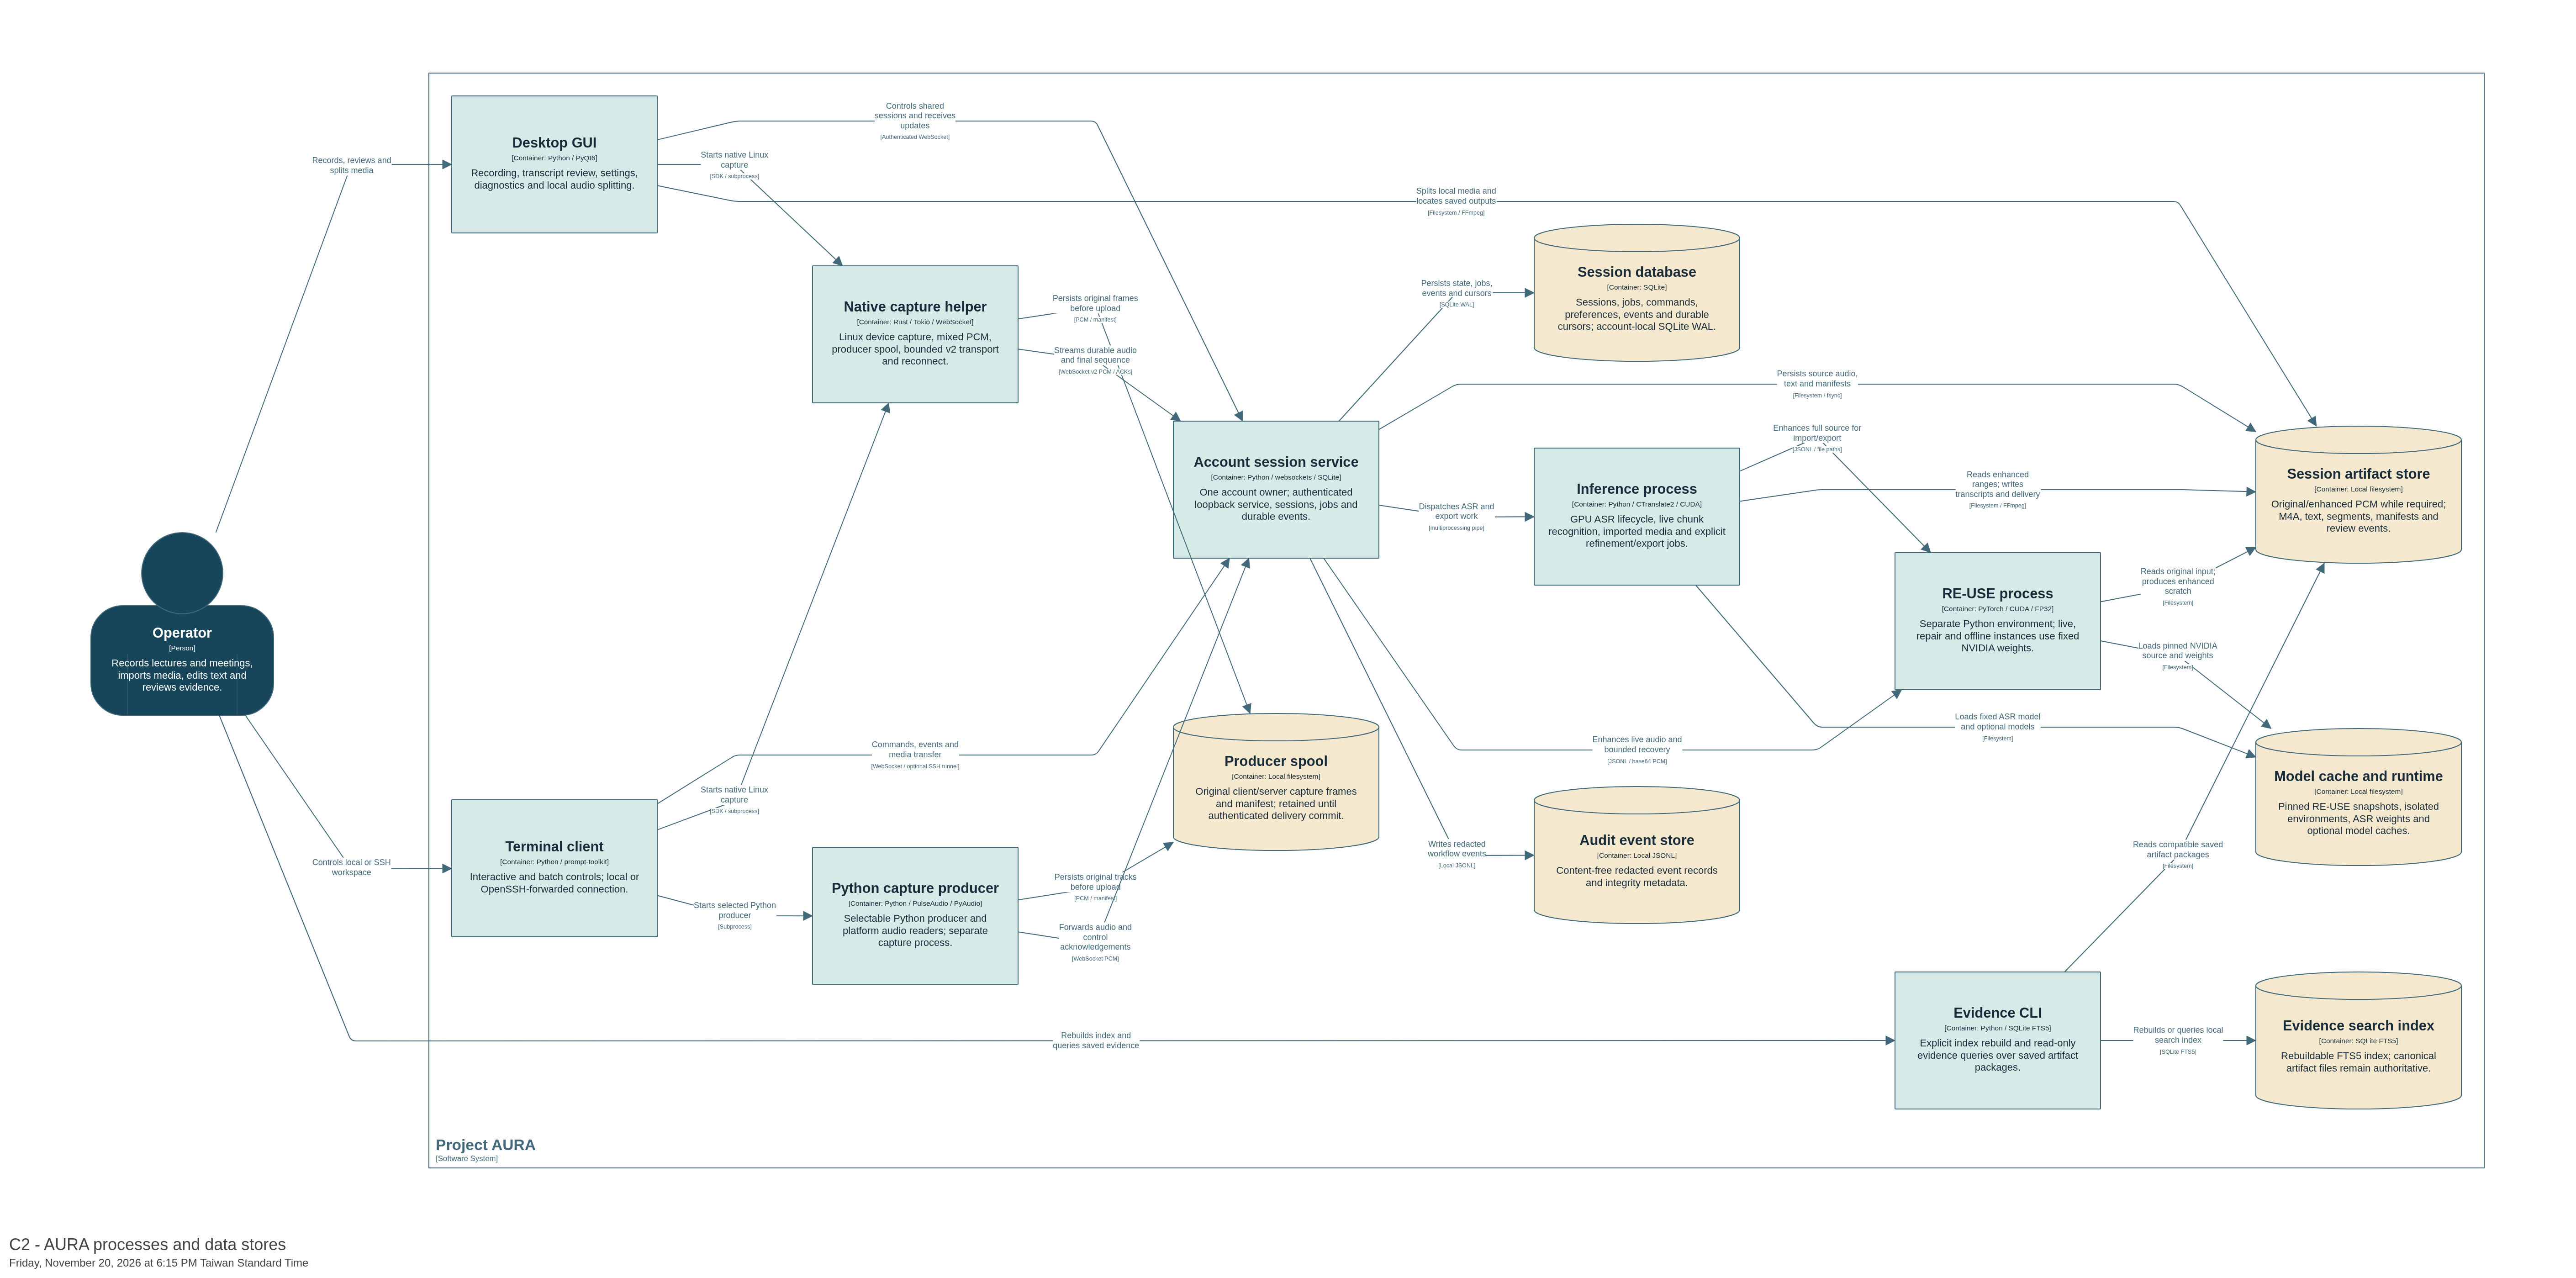 Desktop GUI
[Container: Python / PyQt6]
Recording, transcript review, settings,
diagnostics and local audio splitting.
Controls shared
sessions and receives
updates
[Authenticated WebSocket]
Records, reviews and
splits media
Starts native Linux
capture
[SDK / subprocess]
Splits local media and
locates saved outputs
[Filesystem / FFmpeg]
Native capture helper
[Container: Rust / Tokio / WebSocket]
Linux device capture, mixed PCM,
producer spool, bounded v2 transport
and reconnect.
Persists original frames
before upload
[PCM / manifest]
Streams durable audio
and final sequence
[WebSocket v2 PCM / ACKs]
Persists state, jobs,
events and cursors
[SQLite WAL]
Session database
[Container: SQLite]
Sessions, jobs, commands,
preferences, events and durable
cursors; account-local SQLite WAL.
Persists source audio,
text and manifests
[Filesystem / fsync]
Account session service
[Container: Python / websockets / SQLite]
One account owner; authenticated
loopback service, sessions, jobs and
durable events.
Dispatches ASR and
export work
[multiprocessing pipe]
Inference process
[Container: Python / CTranslate2 / CUDA]
GPU ASR lifecycle, live chunk
recognition, imported media and explicit
refinement/export jobs.
Enhances full source for
import/export
[JSONL / file paths]
Reads enhanced
ranges; writes
transcripts and delivery
[Filesystem / FFmpeg]
Session artifact store
[Container: Local filesystem]
Original/enhanced PCM while required;
M4A, text, segments, manifests and
review events.
RE-USE process
[Container: PyTorch / CUDA / FP32]
Separate Python environment; live,
repair and offline instances use fixed
NVIDIA weights.
Reads original input;
produces enhanced
scratch
[Filesystem]
Loads pinned NVIDIA
source and weights
[Filesystem]
Operator
[Person]
Records lectures and meetings,
imports media, edits text and
reviews evidence.
Commands, events and
media transfer
[WebSocket / optional SSH tunnel]
Starts native Linux
capture
[SDK / subprocess]
Producer spool
[Container: Local filesystem]
Original client/server capture frames
and manifest; retained until
authenticated delivery commit.
Enhances live audio and
bounded recovery
[JSONL / base64 PCM]
Loads fixed ASR model
and optional models
[Filesystem]
Model cache and runtime
[Container: Local filesystem]
Pinned RE-USE snapshots, isolated
environments, ASR weights and
optional model caches.
Controls local or SSH
workspace
Terminal client
[Container: Python / prompt-toolkit]
Interactive and batch controls; local or
OpenSSH-forwarded connection.
Starts selected Python
producer
[Subprocess]
Python capture producer
[Container: Python / PulseAudio / PyAudio]
Selectable Python producer and
platform audio readers; separate
capture process.
Persists original tracks
before upload
[PCM / manifest]
Forwards audio and
control
acknowledgements
[WebSocket PCM]
Writes redacted
workflow events
[Local JSONL]
Audit event store
[Container: Local JSONL]
Content-free redacted event records
and integrity metadata.
Reads compatible saved
artifact packages
[Filesystem]
Rebuilds index and
queries saved evidence
Evidence CLI
[Container: Python / SQLite FTS5]
Explicit index rebuild and read-only
evidence queries over saved artifact
packages.
Rebuilds or queries local
search index
[SQLite FTS5]
Evidence search index
[Container: SQLite FTS5]
Rebuildable FTS5 index; canonical
artifact files remain authoritative.
Project AURA
[Software System]
C2 - AURA processes and data stores
Friday, November 20, 2026 at 6:15 PM Taiwan Standard Time